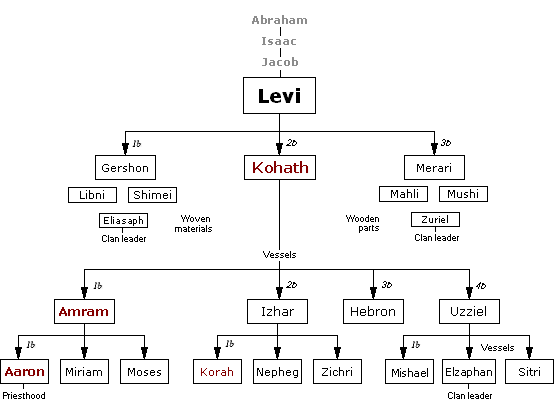 Abraham
Isaac
Jacob
Levi
1b
2b
3b
Gershon
Kohath
Merari
Libni
Shimei
Mahli
Mushi
Eliasaph
Woven
materials
Wooden
parts
Zuriel
Clan leader
Clan leader
Vessels
1b
2b
3b
4b
Amram
Izhar
Hebron
Uzziel
1b
1b
1b
Vessels
Aaron
Miriam
Moses
Korah
Nepheg
Zichri
Mishael
Elzaphan
Sitri
Priesthood
Clan leader